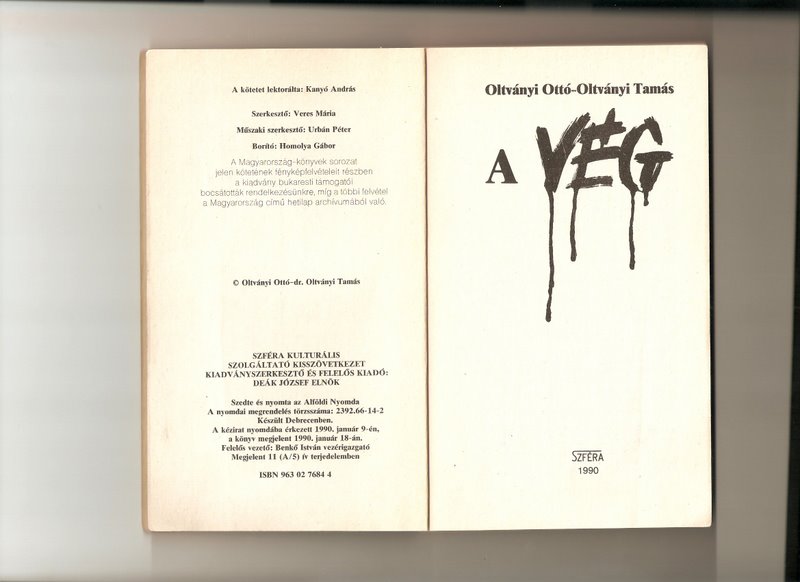 A kötetet lektorálta: Kanyó András
Szerkesztő: Veres Mária
Műszaki szerkesztő: Urbán Péter
Borító: Homolya Gábor
A Magyarország-könyvek sorozat
jelen kötetének fényképfelvételeit részben
a kiadvány bukaresti támogatói
bocsátották rendelkezésünkre, míg a többi felvétel
a Magyarország című hetilap archívumából való.
© Oltványi Ottó–dr. Oltványi Tamás
SZFÉRA KULTURÁLIS
SZOLGÁLTATÓ KISSZÖVETKEZET
KIADVÁNYSZERKESZTŐ ÉS FELELŐS KIADÓ:
DEÁK JÓZSEF ELNÖK
Szedte és nyomta az Alföldi Nyomda
A nyomdai megrendelés törzsszáma: 2392.66-14-2
Készült Debrecenben.
A kézirat nyomdába érkezett 1990. január 9-én,
a könyv megjelent 1990. január 18-án.
Felelős vezető: Benkő István vezérigazgató
Megjelent 11 (A/5) ív terjedelemben
ISBN 963 02 7684 4
Oltványi Ottó–Oltványi Tamás
A VÉG
SZFÉRA
1990